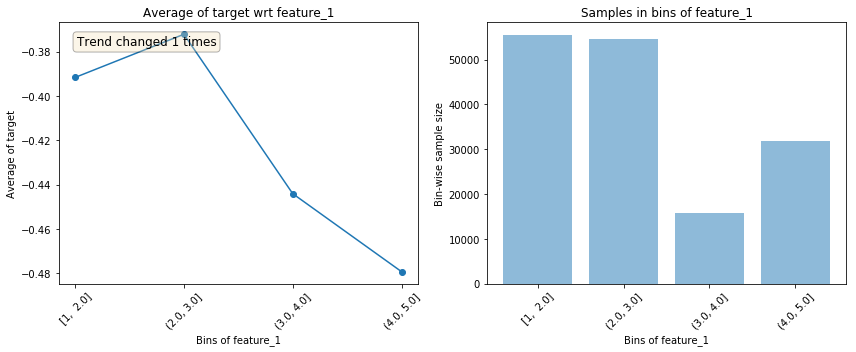 Average of target wrt feature_1
Trend changed 1 times
−0.38
−0.40
−0.42
−0.44
−0.46
−0.48
Average of target
[1,  2.0]
(2.0, 3.0]
(3.0, 4.0]
(4.0, 5.0]
Bins of feature_1
Samples in bins of feature_1
50000
40000
30000
20000
10000
0
Bin-wise sample size
[1,  2.0]
(2.0, 3.0]
(3.0, 4.0]
(4.0, 5.0]
Bins of feature_1